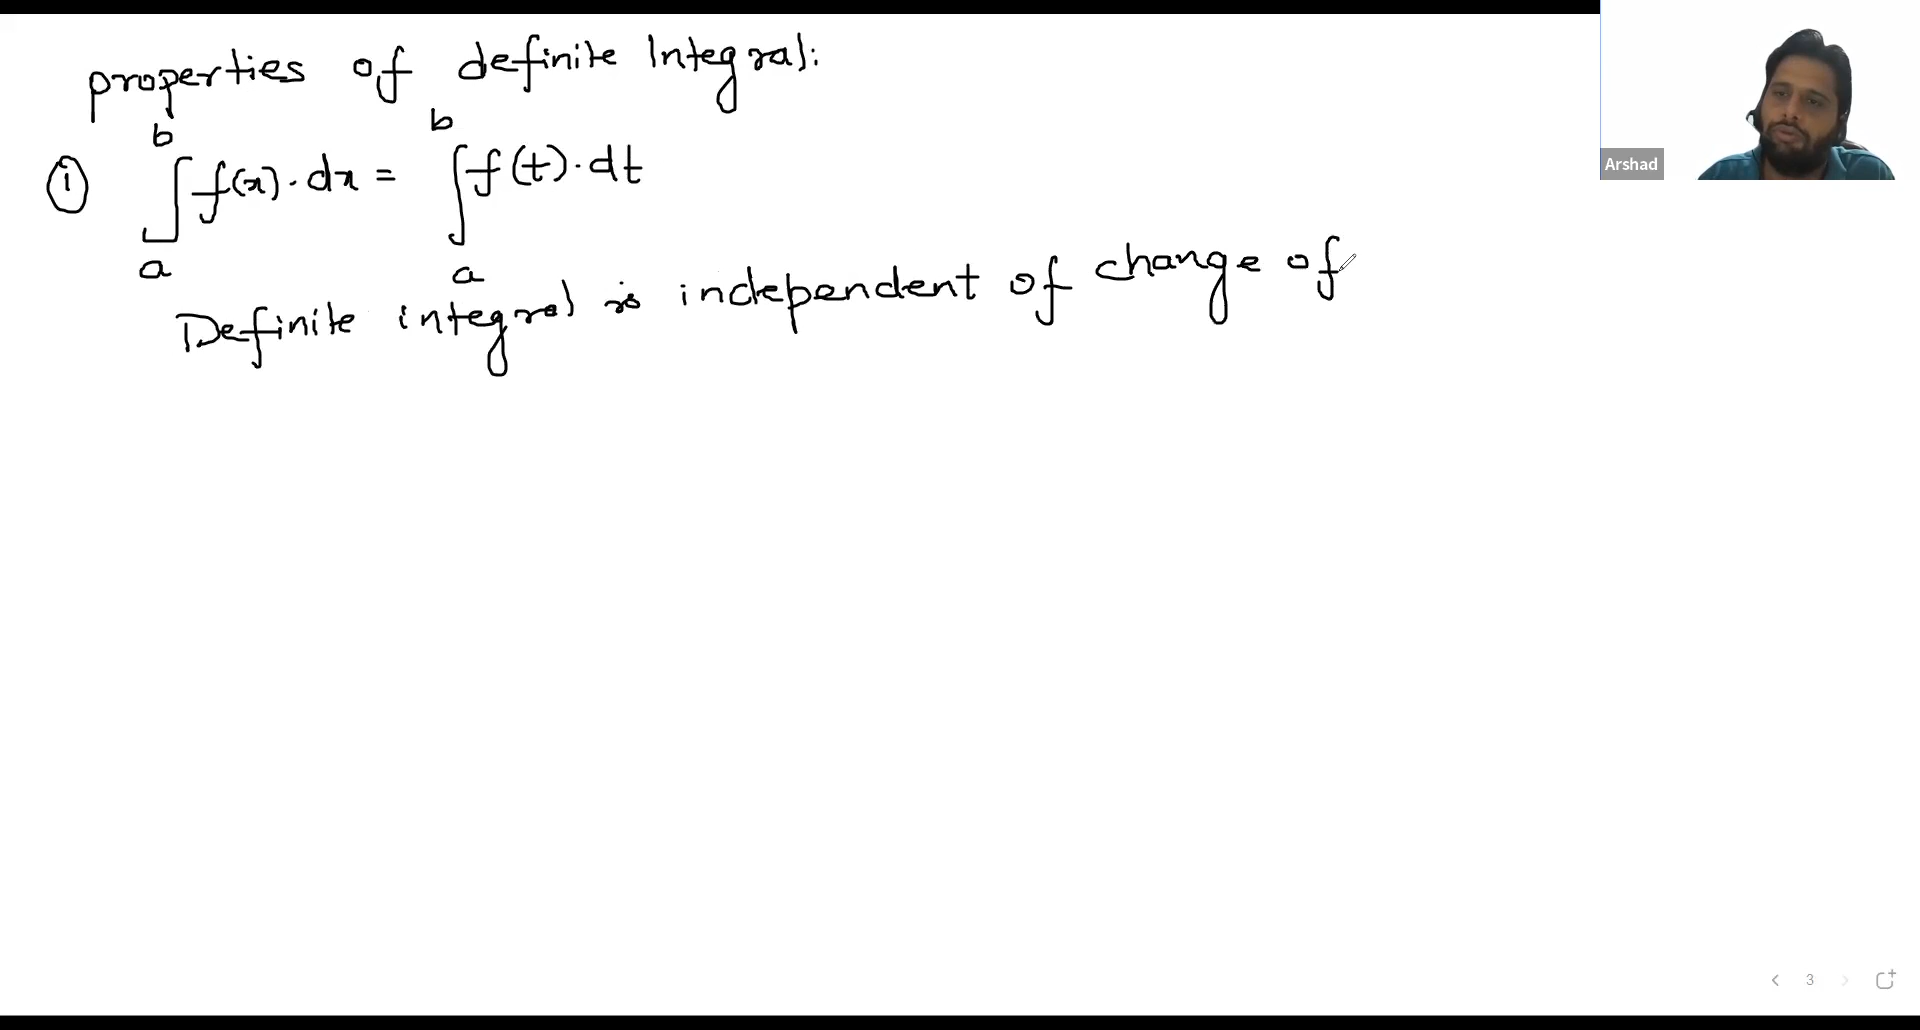 properties of definite Integral:
Arshad
(i) ∫_a^b f(x)·dx = ∫_a^b f(t)·dt
Definite integral is independent of change of
3